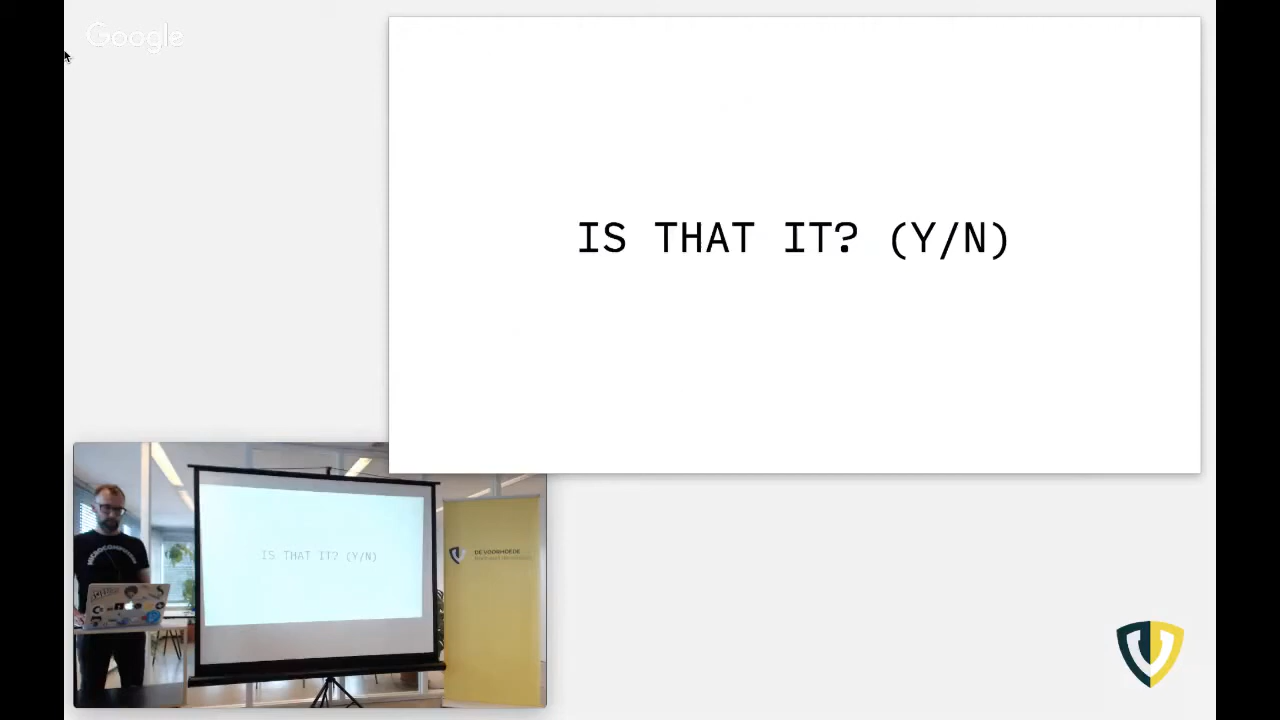 Google
IS THAT IT? (Y/N)
IS THAT IT? (Y/N)
DE VOORHOEDE